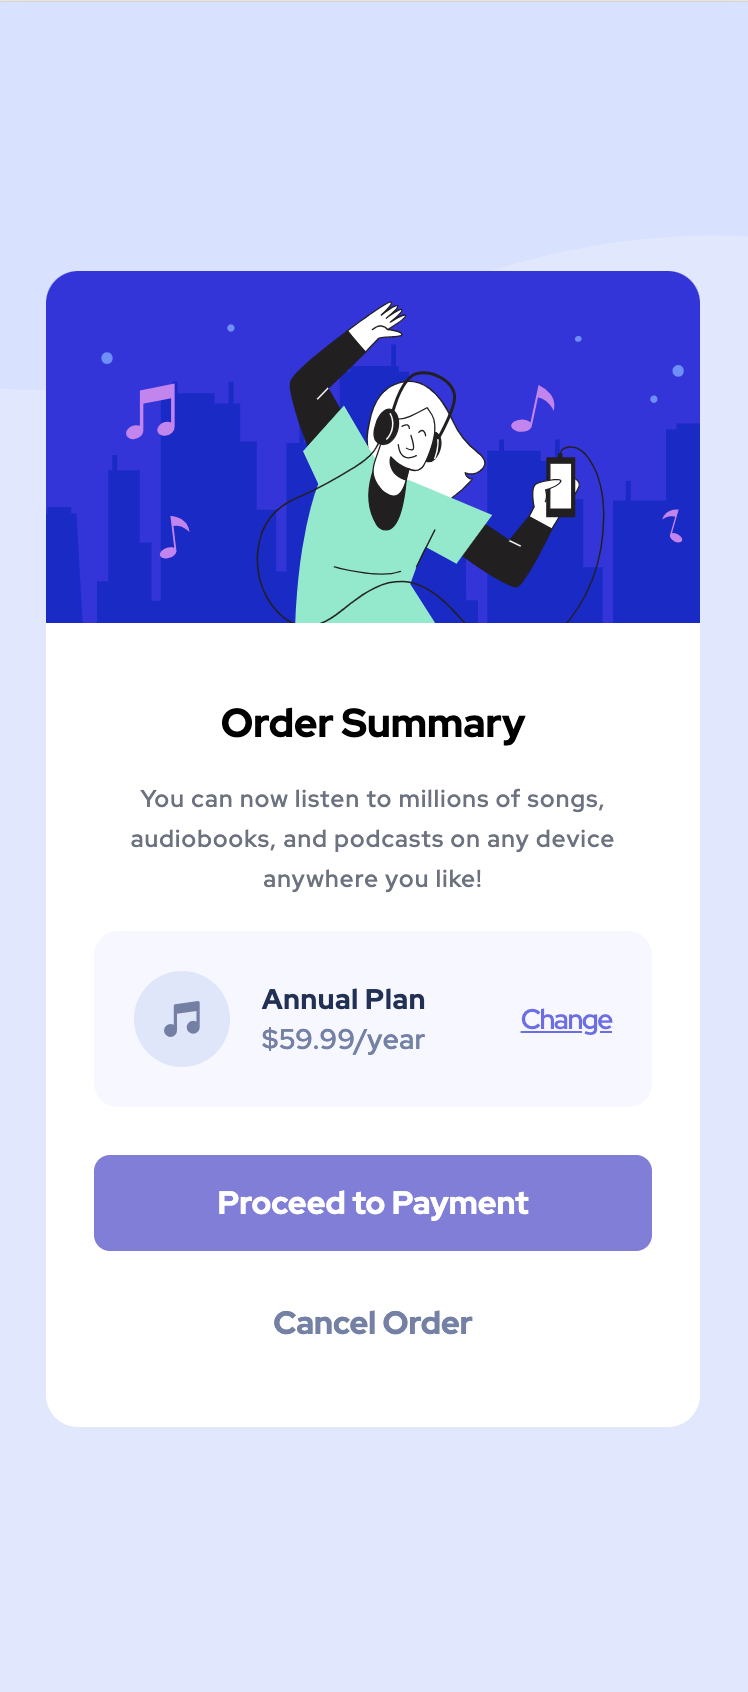 Order Summary
You can now listen to millions of songs,
audiobooks, and podcasts on any device
anywhere you like!
Annual Plan
$59.99/year
Change
Proceed to Payment
Cancel Order